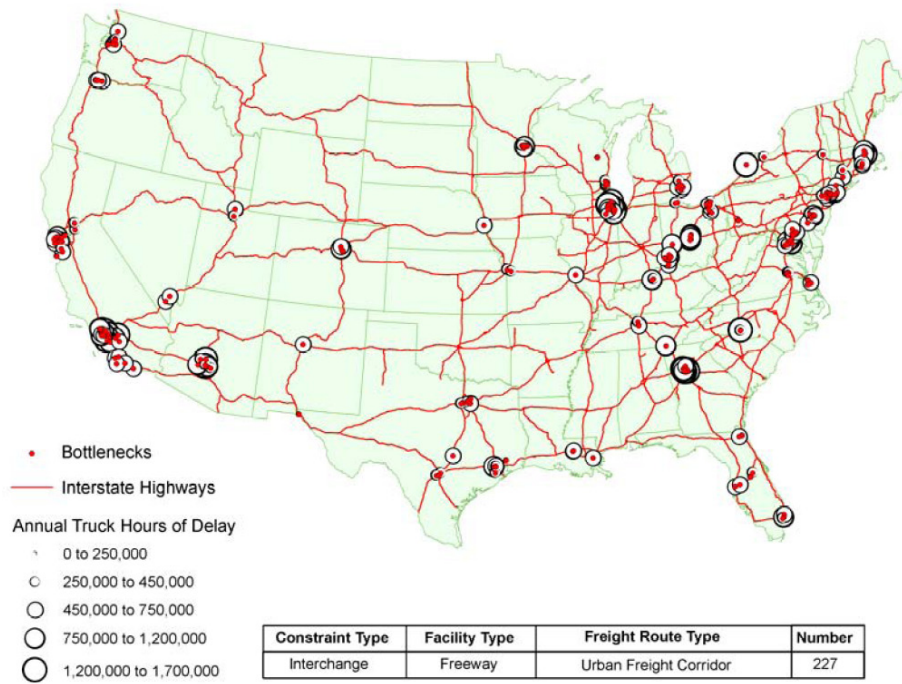 Bottlenecks
Interstate Highways
Annual Truck Hours of Delay
0 to 250,000
250,000 to 450,000
450,000 to 750,000
750,000 to 1,200,000
1,200,000 to 1,700,000
Constraint Type Facility Type Freight Route Type Number
Interchange Freeway Urban Freight Corridor 227